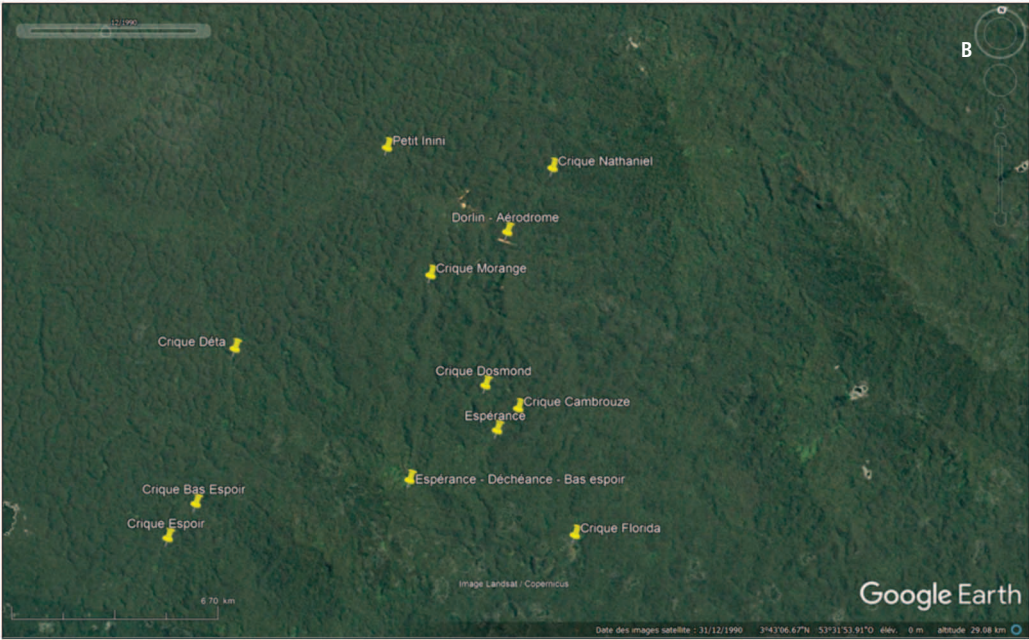 12/1990
N
B
Petit Inini
Crique Nathaniel
Dorlin - Aérodrome
Crique Morange
Crique Déta
Crique Dosmond
Crique Cambrouze
Espérance
Espérance - Déchéance - Bas espoir
Crique Bas Espoir
Crique Espoir
Crique Florida
Image Landsat / Copernicus
Google Earth
6.70 km
Date des images satellite : 31/12/1990 3°43'06.67"N 53°31'53.91"O élév. 0 m altitude 29.08 km